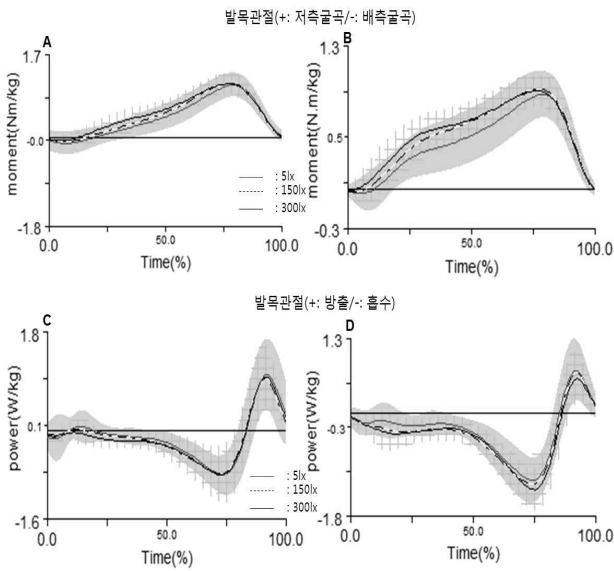 발목관절(+: 저측굴곡/-: 배측굴곡)
A
B
1.7
-0.0
-1.8
moment(Nm/kg)
: 5lx
: 150lx
: 300lx
0.0
50.0
100.0
Time(%)
1.3
0.5
-0.3
moment(N.m/kg)
0.0
50.0
100.0
Time(%)
발목관절(+: 방출/-: 흡수)
C
D
1.8
0.1
-1.6
power(W/kg)
: 5lx
: 150lx
: 300lx
0.0
50.0
100.0
Time(%)
1.3
-0.3
-1.8
power(W/kg)
0.0
50.0
100.0
Time(%)